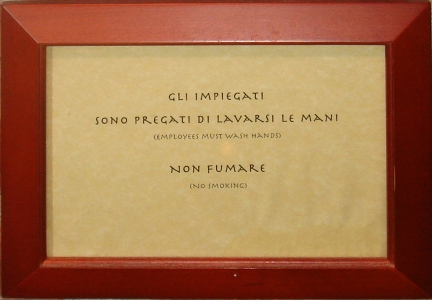 GLI IMPIEGATI
SONO PREGATI DI LAVARSI LE MANI
(EMPLOYEES MUST WASH HANDS)
NON FUMARE
(NO SMOKING)